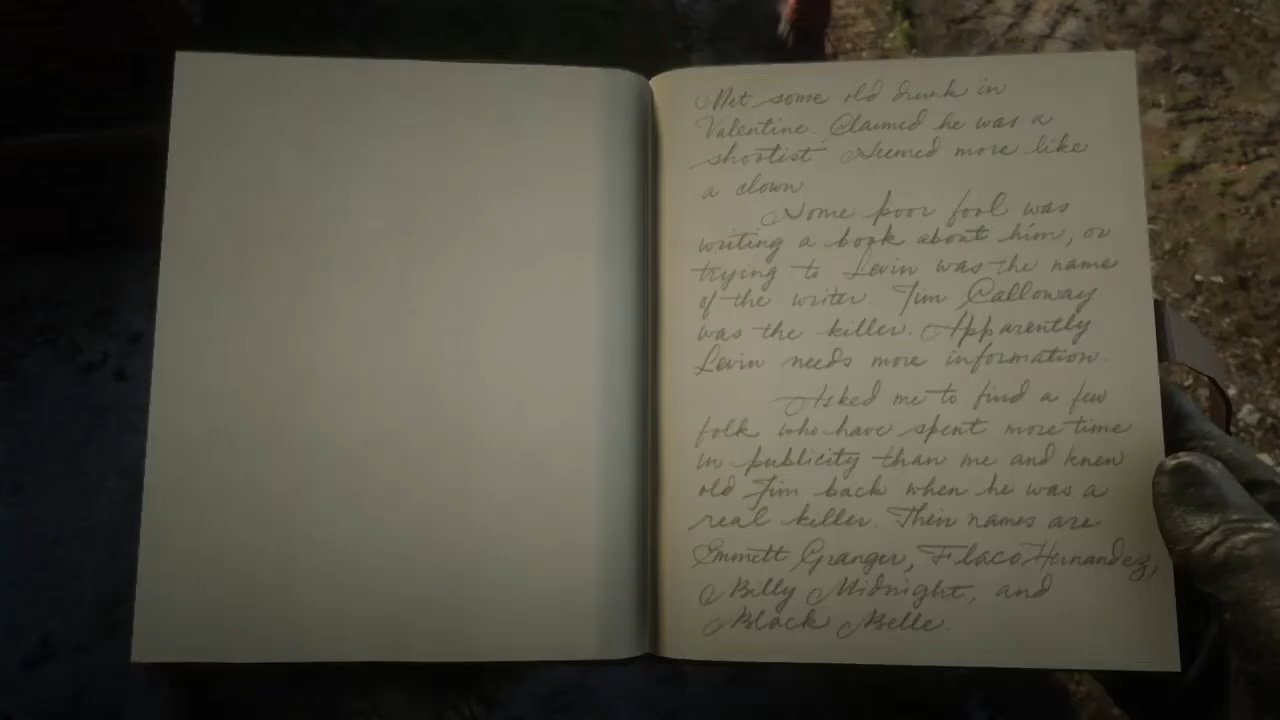 Met some old drunk in
Valentine. Claimed he was a
shootist Seemed more like
a clown
Some poor fool was
writing a book about him, or
trying to. Levin was the name
of the writer. Jim Calloway
was the killer. Apparently
Levin needs more information.
Asked me to find a few
folk who have spent more time
in publicity than me and knew
old Jim back when he was a
real killer. Their names are
Emmett Granger, Flaco Hernandez,
Billy Midnight, and
Black Belle.